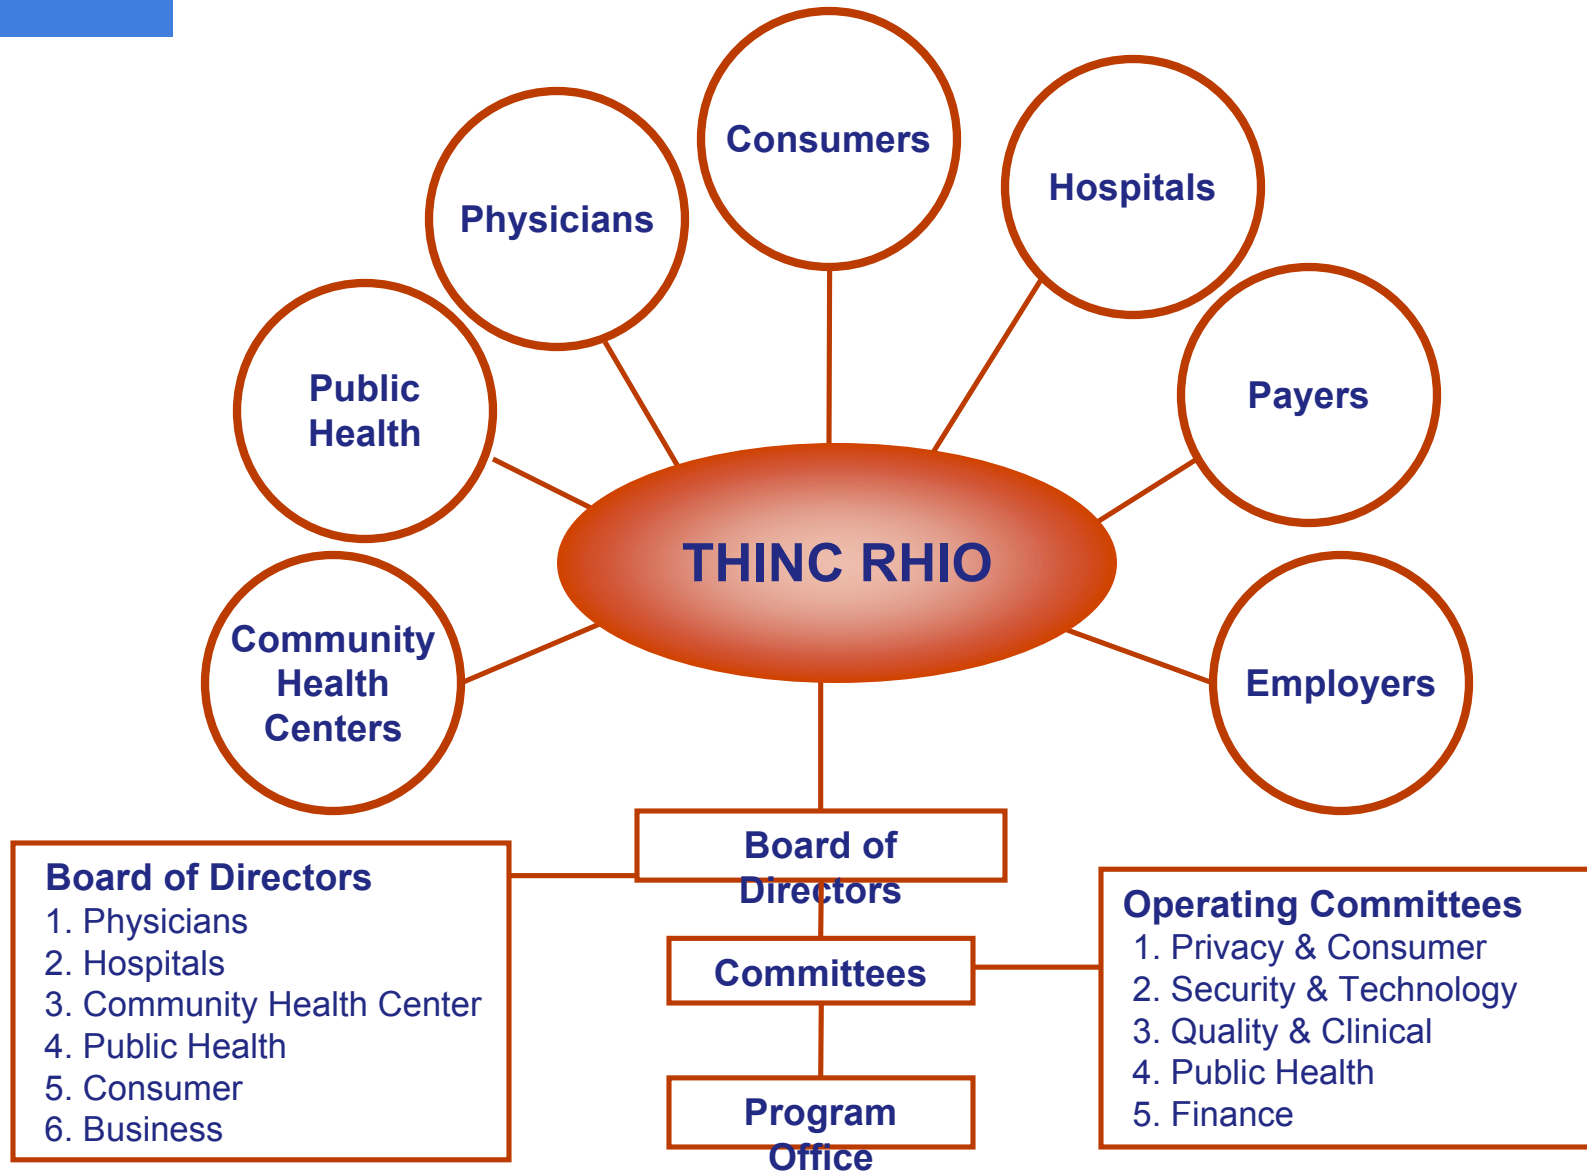 Consumers
Hospitals
Physicians
Public
Health
Payers
THINC RHIO
Community
Health
Centers
Employers
Board of
Directors
Board of Directors
1. Physicians
2. Hospitals
3. Community Health Center
4. Public Health
5. Consumer
6. Business
Committees
Operating Committees
1. Privacy & Consumer
2. Security & Technology
3. Quality & Clinical
4. Public Health
5. Finance
Program
Office